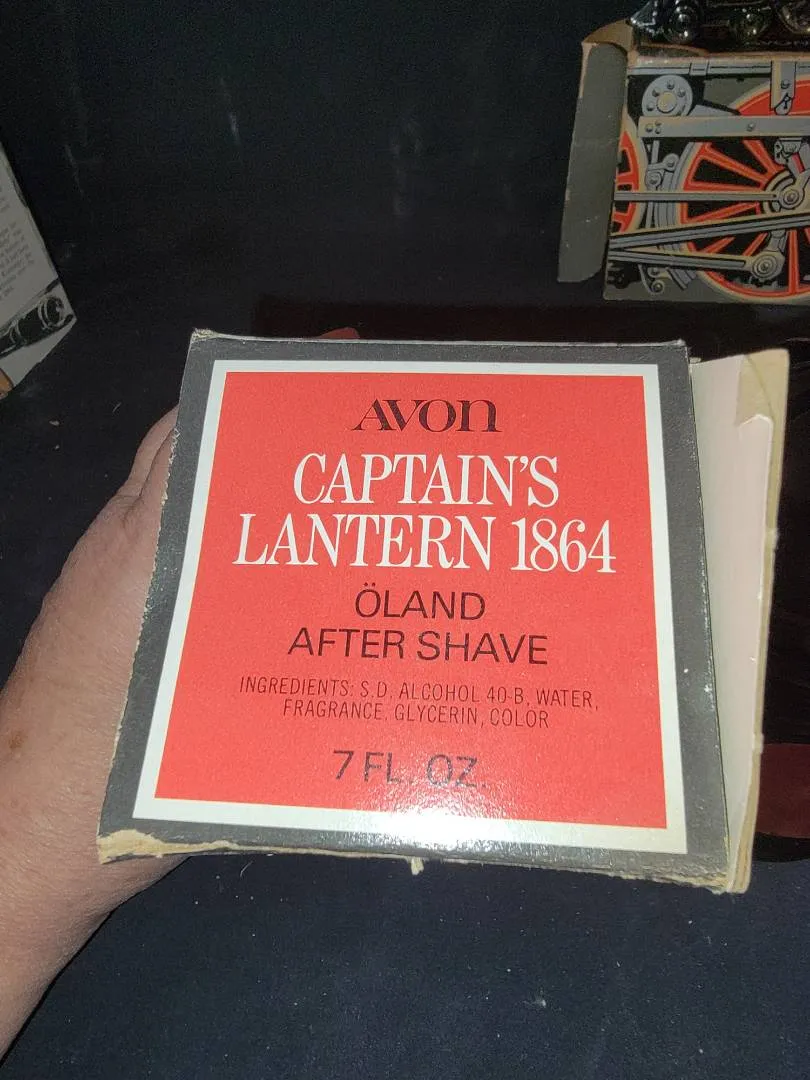 AVON
CAPTAIN'S
LANTERN 1864
ÖLAND
AFTER SHAVE
INGREDIENTS: S.D. ALCOHOL 40-B, WATER,
FRAGRANCE, GLYCERIN, COLOR
7 FL. OZ.